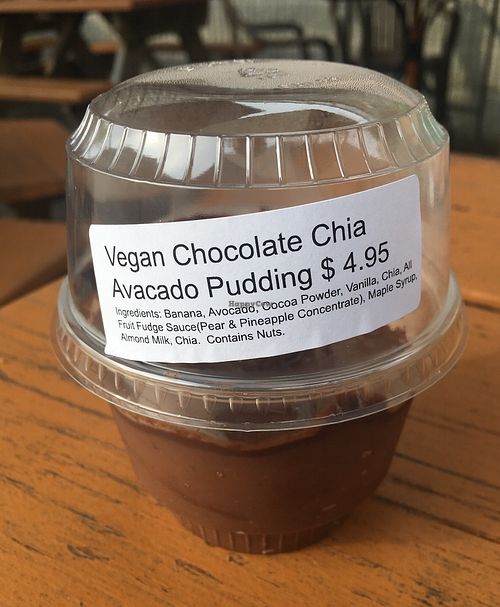 Vegan Chocolate Chia
Avacado Pudding $ 4.95
Ingredients: Banana, Avocado, Cocoa Powder, Vanilla, Chia, All
Fruit Fudge Sauce(Pear & Pineapple Concentrate), Maple Syrup,
Almond Milk, Chia. Contains Nuts.
HappyCow